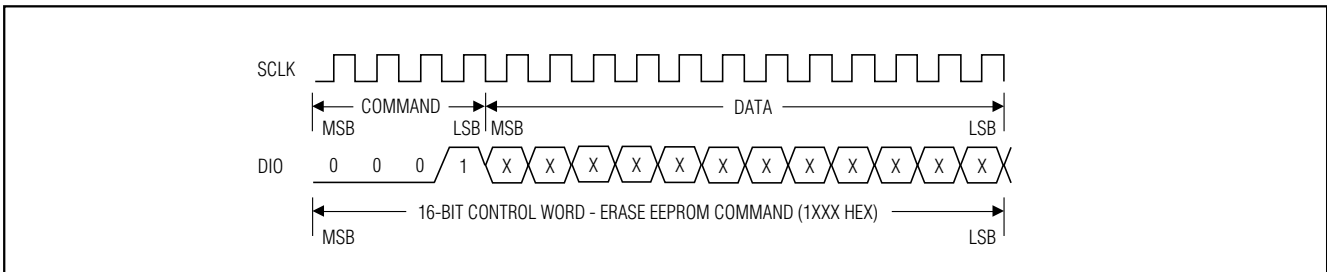 SCLK
COMMAND DATA
MSB LSB MSB LSB
DIO 0 0 0 1 X X X X X X X X X X X X
16-BIT CONTROL WORD - ERASE EEPROM COMMAND (1XXX HEX)
MSB LSB